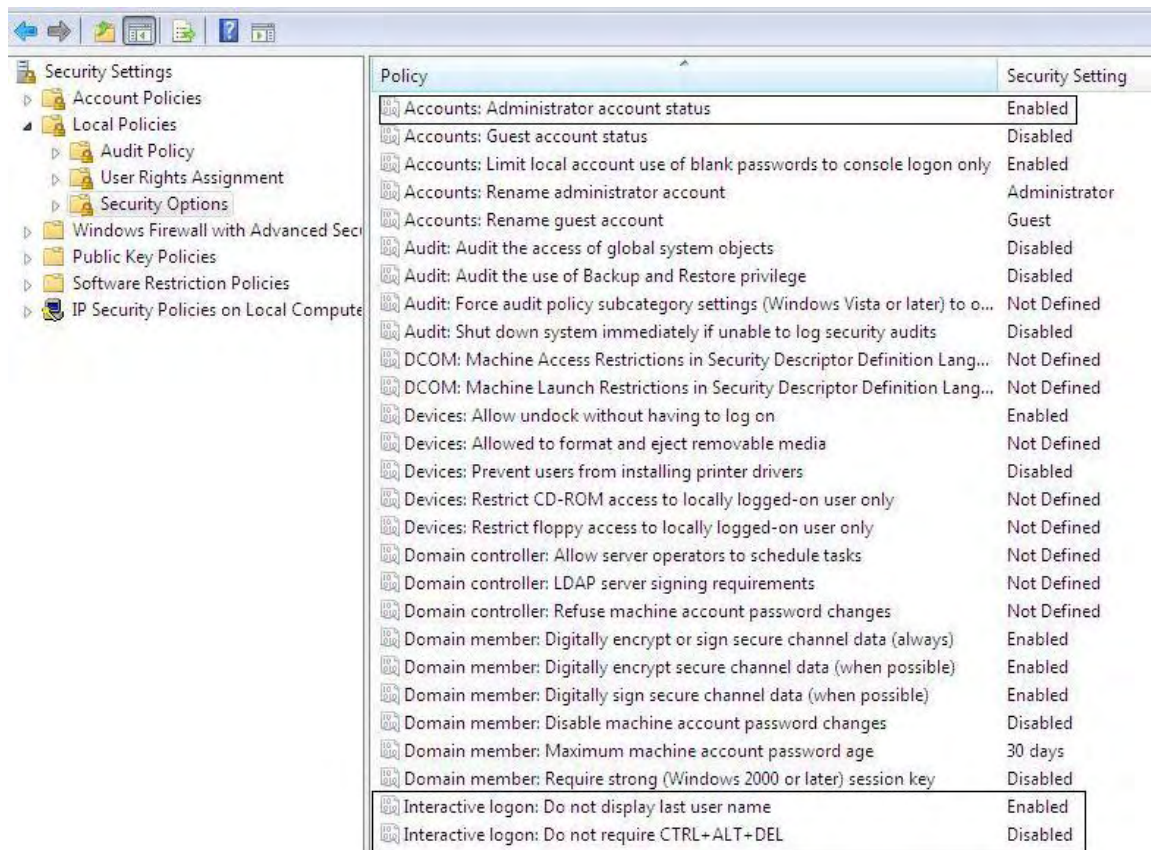 Security Settings
Account Policies
Local Policies
Audit Policy
User Rights Assignment
Security Options
Windows Firewall with Advanced Secu
Public Key Policies
Software Restriction Policies
IP Security Policies on Local Compute
Policy Security Setting
Accounts: Administrator account status Enabled
Accounts: Guest account status Disabled
Accounts: Limit local account use of blank passwords to console logon only Enabled
Accounts: Rename administrator account Administrator
Accounts: Rename guest account Guest
Audit: Audit the access of global system objects Disabled
Audit: Audit the use of Backup and Restore privilege Disabled
Audit: Force audit policy subcategory settings (Windows Vista or later) to o... Not Defined
Audit: Shut down system immediately if unable to log security audits Disabled
DCOM: Machine Access Restrictions in Security Descriptor Definition Lang... Not Defined
DCOM: Machine Launch Restrictions in Security Descriptor Definition Lang... Not Defined
Devices: Allow undock without having to log on Enabled
Devices: Allowed to format and eject removable media Not Defined
Devices: Prevent users from installing printer drivers Disabled
Devices: Restrict CD-ROM access to locally logged-on user only Not Defined
Devices: Restrict floppy access to locally logged-on user only Not Defined
Domain controller: Allow server operators to schedule tasks Not Defined
Domain controller: LDAP server signing requirements Not Defined
Domain controller: Refuse machine account password changes Not Defined
Domain member: Digitally encrypt or sign secure channel data (always) Enabled
Domain member: Digitally encrypt secure channel data (when possible) Enabled
Domain member: Digitally sign secure channel data (when possible) Enabled
Domain member: Disable machine account password changes Disabled
Domain member: Maximum machine account password age 30 days
Domain member: Require strong (Windows 2000 or later) session key Disabled
Interactive logon: Do not display last user name Enabled
Interactive logon: Do not require CTRL+ALT+DEL Disabled